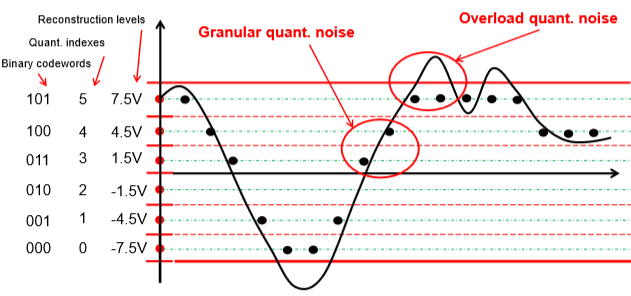 Reconstruction levels
Overload quant. noise
Granular quant. noise
Quant. indexes
Binary codewords
101 5 7.5V
100 4 4.5V
011 3 1.5V
010 2 -1.5V
001 1 -4.5V
000 0 -7.5V